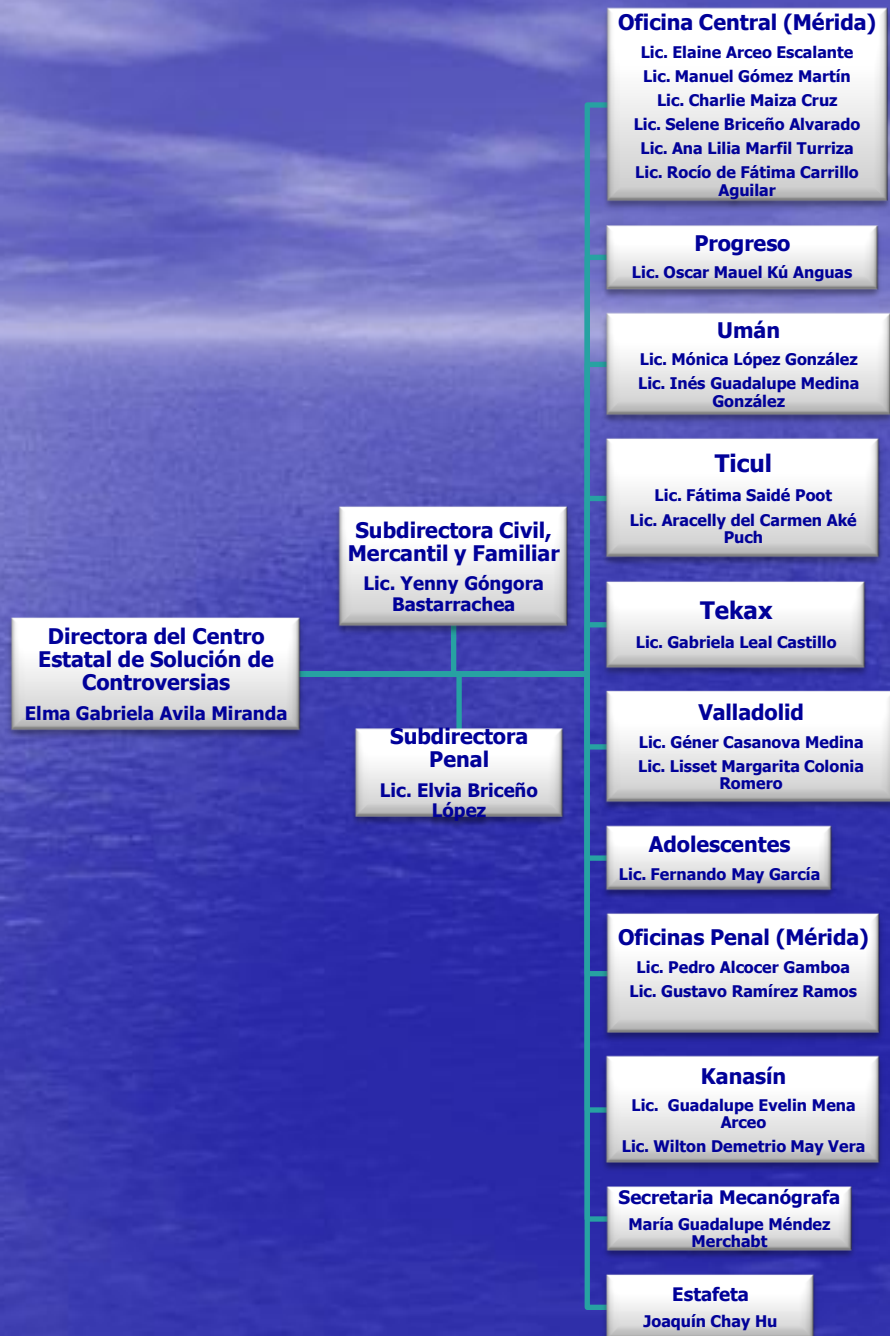 Directora del Centro
Estatal de Solución de
Controversias
Elma Gabriela Avila Miranda
Subdirectora Civil,
Mercantil y Familiar
Lic. Yenny Góngora
Bastarrachea
Subdirectora
Penal
Lic. Elvia Briceño
López
Oficina Central (Mérida)
Lic. Elaine Arceo Escalante
Lic. Manuel Gómez Martín
Lic. Charlie Maiza Cruz
Lic. Selene Briceño Alvarado
Lic. Ana Lilia Marfil Turriza
Lic. Rocío de Fátima Carrillo
Aguilar
Progreso
Lic. Oscar Mauel Kú Anguas
Umán
Lic. Mónica López González
Lic. Inés Guadalupe Medina
González
Ticul
Lic. Fátima Saidé Poot
Lic. Aracelly del Carmen Aké
Puch
Tekax
Lic. Gabriela Leal Castillo
Valladolid
Lic. Géner Casanova Medina
Lic. Lisset Margarita Colonia
Romero
Adolescentes
Lic. Fernando May García
Oficinas Penal (Mérida)
Lic. Pedro Alcocer Gamboa
Lic. Gustavo Ramírez Ramos
Kanasín
Lic. Guadalupe Evelin Mena
Arceo
Lic. Wilton Demetrio May Vera
Secretaria Mecanógrafa
María Guadalupe Méndez
Merchabt
Estafeta
Joaquín Chay Hu